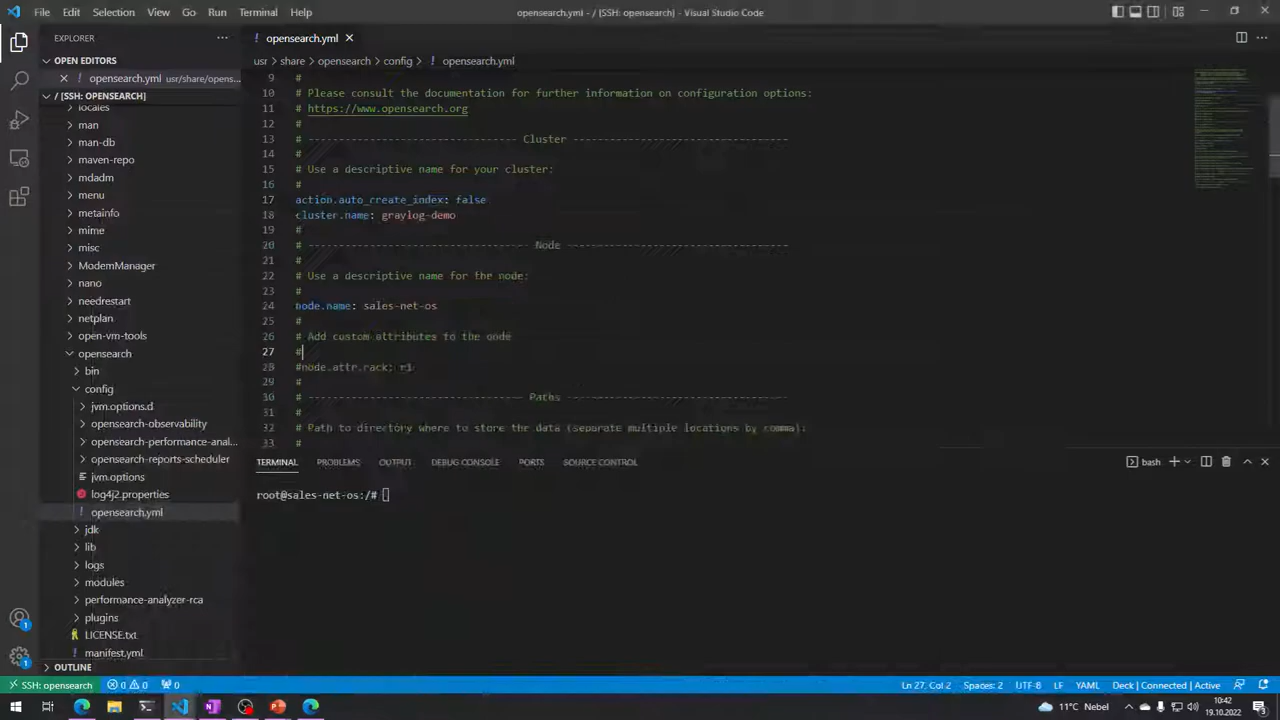 File Edit Selection View Go Run Terminal Help
opensearch.yml - / [SSH: opensearch] - Visual Studio Code
EXPLORER
OPEN EDITORS
opensearch.yml usr/share/opens...
/ [SSH: OPENSEARCH]
locales
man
man-db
maven-repo
mdadm
menu
metainfo
mime
misc
ModemManager
nano
needrestart
netplan
open-vm-tools
opensearch
bin
config
jvm.options.d
opensearch-observability
opensearch-performance-anal...
opensearch-reports-scheduler
jvm.options
log4j2.properties
opensearch.yml
jdk
lib
logs
modules
performance-analyzer-rca
plugins
LICENSE.txt
manifest.yml
OUTLINE
opensearch.yml
usr > share > opensearch > config > ! opensearch.yml
9 #
10 # Please consult the documentation for further information on configuration options:
11 # https://www.opensearch.org
12 #
13 # ---------------------------------- Cluster -----------------------------------
14 #
15 # Use a descriptive name for your cluster:
16 #
17 action.auto_create_index: false
18 cluster.name: graylog-demo
19 #
20 # ------------------------------------ Node ------------------------------------
21 #
22 # Use a descriptive name for the node:
23 #
24 node.name: sales-net-os
25 #
26 # Add custom attributes to the node
27 #
28 #node.attr.rack: r1
29 #
30 # ----------------------------------- Paths ------------------------------------
31 #
32 # Path to directory where to store the data (separate multiple locations by comma):
33 #
TERMINAL PROBLEMS OUTPUT DEBUG CONSOLE PORTS SOURCE CONTROL
bash
root@sales-net-os:/#
1
1
SSH: opensearch 0 0 0
Ln 27, Col 2 Spaces: 2 UTF-8 LF YAML Deck | Connected | Active
11°C Nebel
10:42
19.10.2022